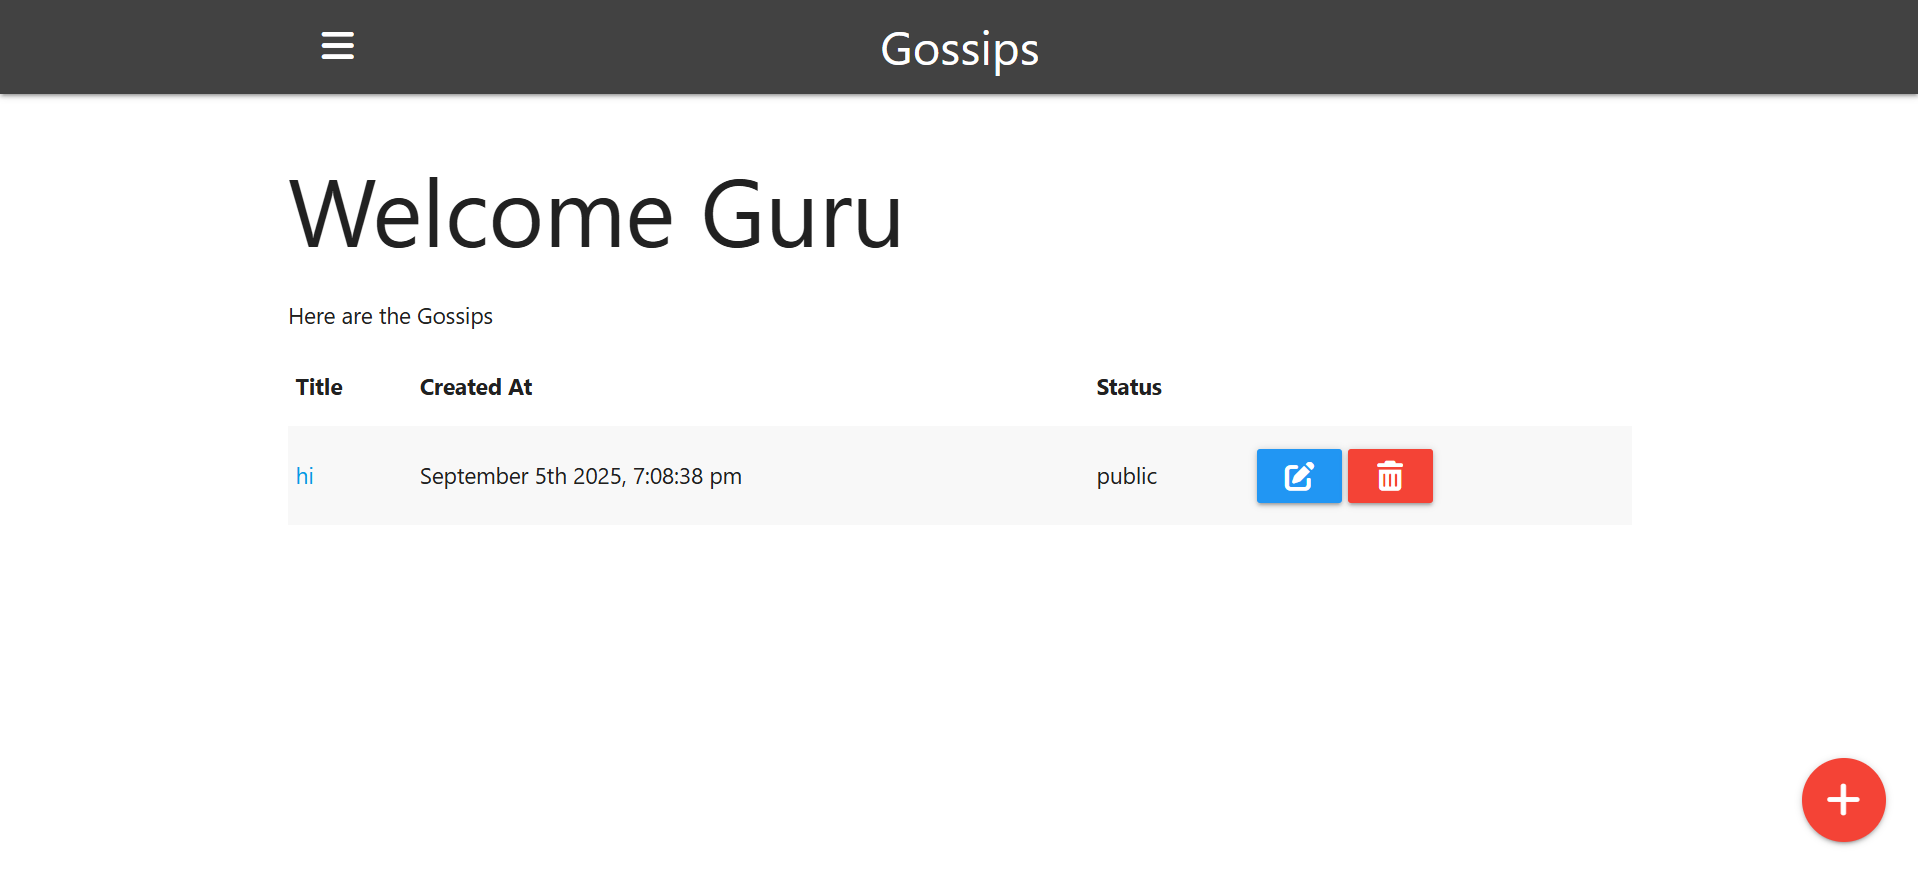 Gossips
Welcome Guru
Here are the Gossips
Title Created At Status
hi September 5th 2025, 7:08:38 pm public